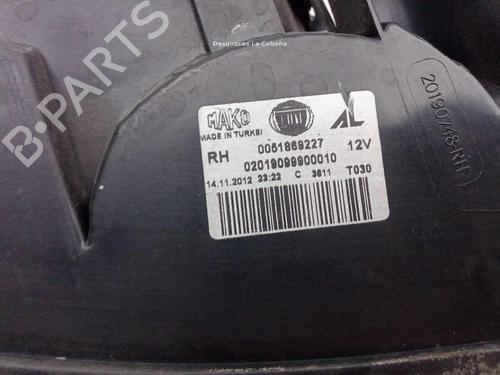 Desguaces La Cabaña
B-PARTS
MAKO
FIAT
AL
MADE IN TURKEI
RH 0051869227 12V
02019099900010
14.11.2012 23:22 C 3611 T030
20190748-RH